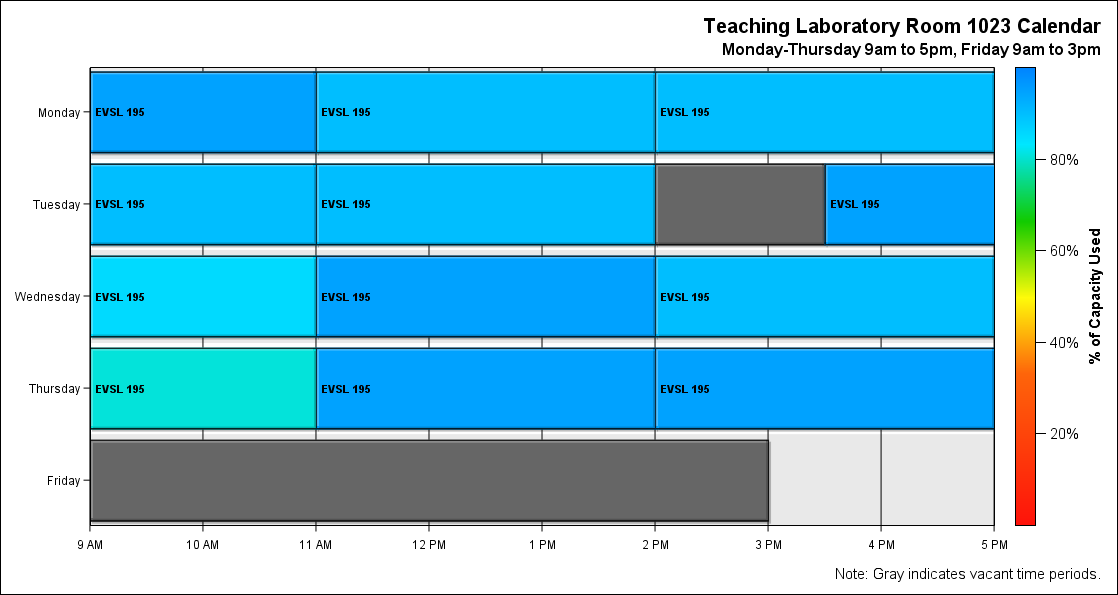 Teaching Laboratory Room 1023 Calendar
Monday-Thursday 9am to 5pm, Friday 9am to 3pm
Monday
EVSL 195
EVSL 195
EVSL 195
Tuesday
EVSL 195
EVSL 195
EVSL 195
Wednesday
EVSL 195
EVSL 195
EVSL 195
Thursday
EVSL 195
EVSL 195
EVSL 195
Friday
9 AM
10 AM
11 AM
12 PM
1 PM
2 PM
3 PM
4 PM
5 PM
80%
60%
40%
20%
% of Capacity Used
Note: Gray indicates vacant time periods.